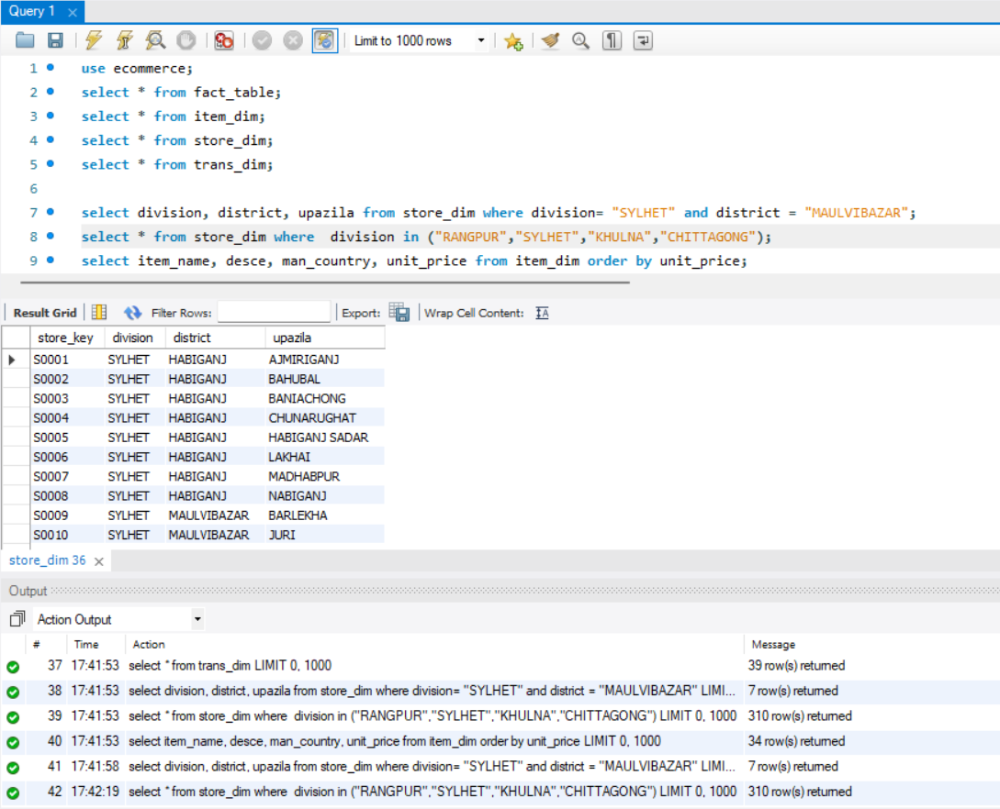 Query 1
Limit to 1000 rows
1 use ecommerce;
2 select * from fact_table;
3 select * from item_dim;
4 select * from store_dim;
5 select * from trans_dim;
6
7 select division, district, upazila from store_dim where division= "SYLHET" and district = "MAULVIBAZAR";
8 select * from store_dim where  division in ("RANGPUR","SYLHET","KHULNA","CHITTAGONG");
9 select item_name, desce, man_country, unit_price from item_dim order by unit_price;
Result Grid Filter Rows: Export: Wrap Cell Content: IA
store_key division district upazila
S0001 SYLHET HABIGANJ AJMIRIGANJ
S0002 SYLHET HABIGANJ BAHUBAL
S0003 SYLHET HABIGANJ BANIACHONG
S0004 SYLHET HABIGANJ CHUNARUGHAT
S0005 SYLHET HABIGANJ HABIGANJ SADAR
S0006 SYLHET HABIGANJ LAKHAI
S0007 SYLHET HABIGANJ MADHABPUR
S0008 SYLHET HABIGANJ NABIGANJ
S0009 SYLHET MAULVIBAZAR BARLEKHA
S0010 SYLHET MAULVIBAZAR JURI
store_dim 36
Output
Action Output
# Time Action Message
37 17:41:53 select * from trans_dim LIMIT 0, 1000 39 row(s) returned
38 17:41:53 select division, district, upazila from store_dim where division= "SYLHET" and district = "MAULVIBAZAR" LIMI... 7 row(s) returned
39 17:41:53 select * from store_dim where  division in ("RANGPUR","SYLHET","KHULNA","CHITTAGONG") LIMIT 0, 1000 310 row(s) returned
40 17:41:53 select item_name, desce, man_country, unit_price from item_dim order by unit_price LIMIT 0, 1000 34 row(s) returned
41 17:41:58 select division, district, upazila from store_dim where division= "SYLHET" and district = "MAULVIBAZAR" LIMI... 7 row(s) returned
42 17:42:19 select * from store_dim where  division in ("RANGPUR","SYLHET","KHULNA","CHITTAGONG") LIMIT 0, 1000 310 row(s) returned